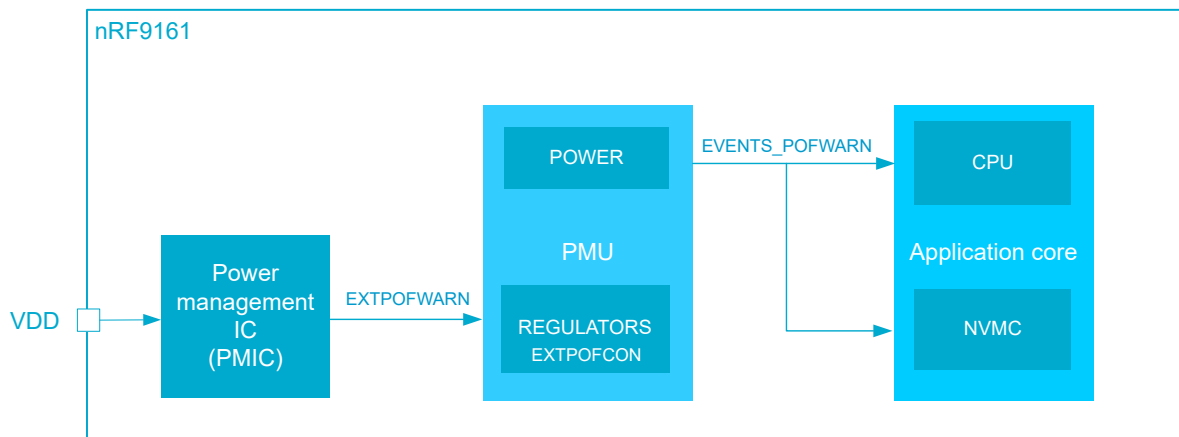 nRF9161
VDD
Power
management
IC
(PMIC)
EXTPOFWARN
POWER
PMU
REGULATORS
EXTPOFCON
EVENTS_POFWARN
CPU
Application core
NVMC